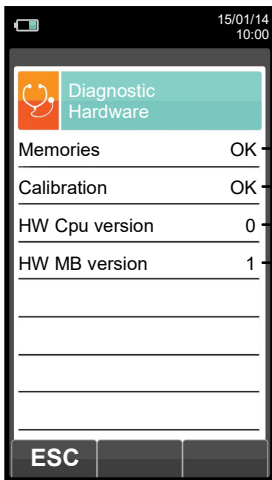 15/01/14
10:00
Diagnostic
Hardware
Memories OK
Calibration OK
HW Cpu version 0
HW MB version 1
ESC